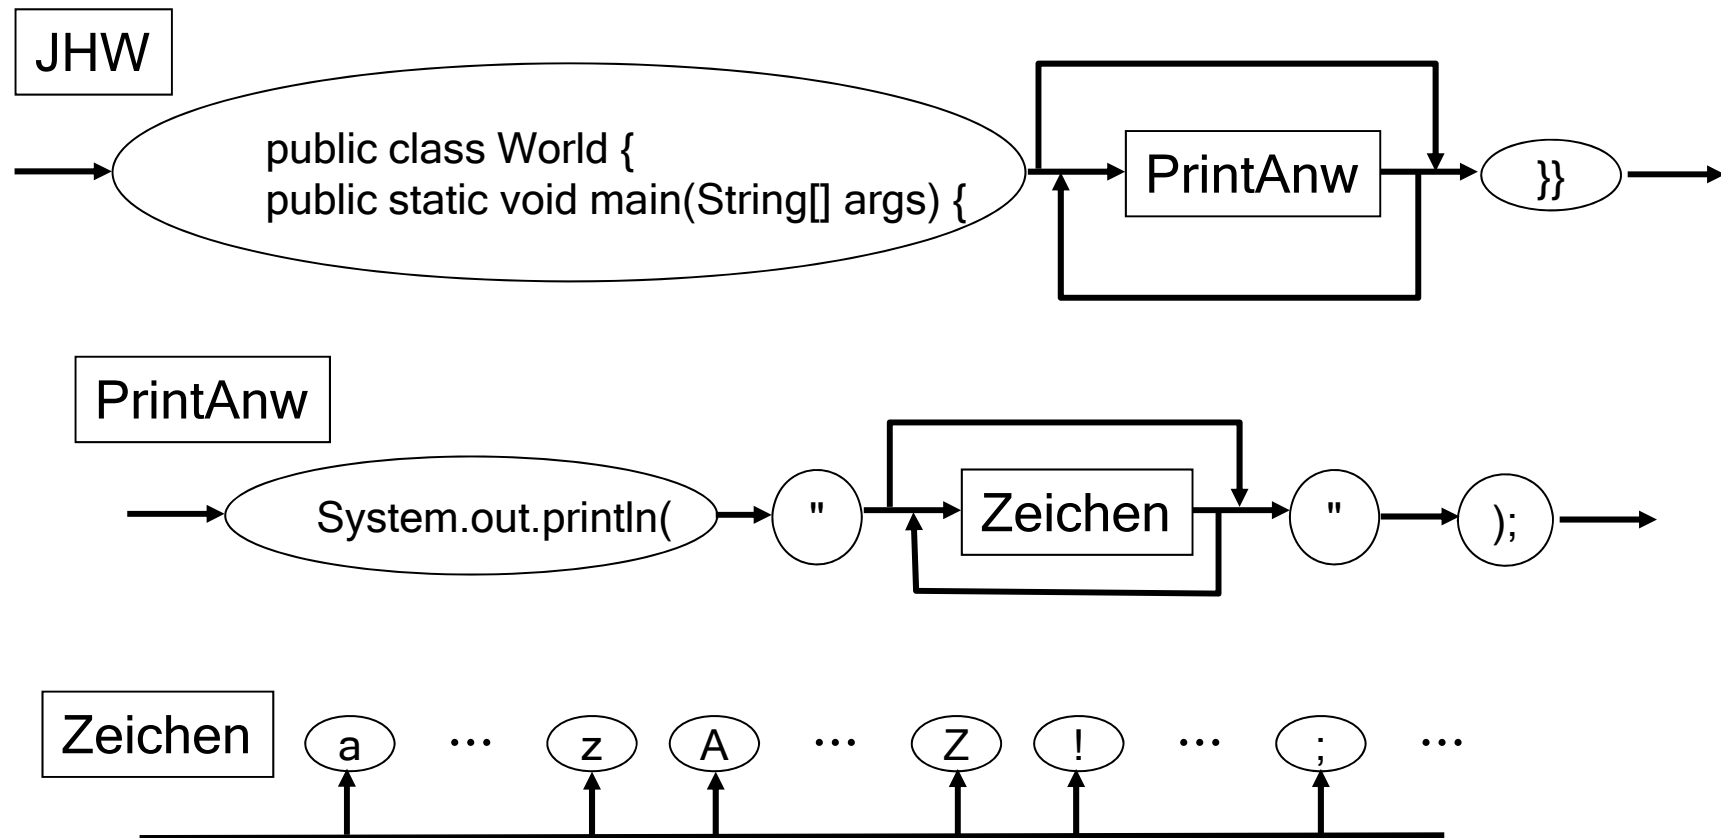 JHW
public class World {
public static void main(String[] args) {
PrintAnw
}}
PrintAnw
System.out.println(
"
Zeichen
"
);
Zeichen
a
...
z
A
...
Z
!
...
;
...